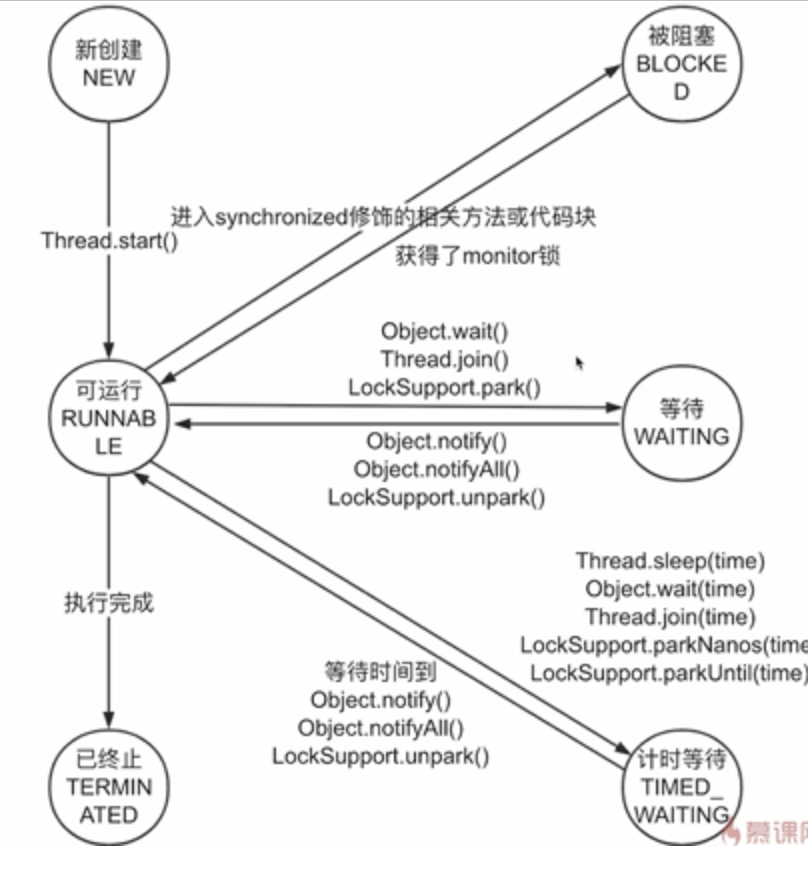 新创建
NEW
被阻塞
BLOCKE
D
进入synchronized修饰的相关方法或代码块
Thread.start()
获得了monitor锁
Object.wait()
Thread.join()
LockSupport.park()
可运行
RUNNAB
LE
等待
WAITING
Object.notify()
Object.notifyAll()
LockSupport.unpark()
Thread.sleep(time)
Object.wait(time)
Thread.join(time)
LockSupport.parkNanos(time
LockSupport.parkUntil(time)
执行完成
等待时间到
Object.notify()
Object.notifyAll()
LockSupport.unpark()
已终止
TERMIN
ATED
计时等待
TIMED_
WAITING
慕课网